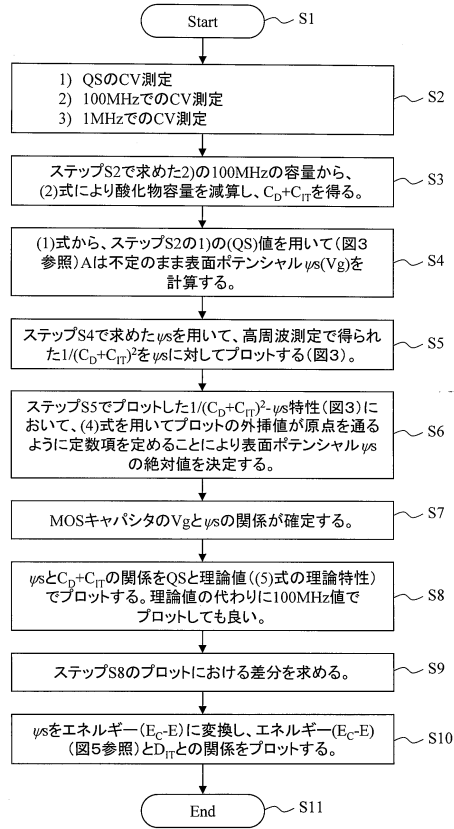 Start
S1
1) QSのCV測定
2) 100MHzでのCV測定
3) 1MHzでのCV測定
S2
ステップS2で求めた2)の100MHzの容量から、
(2)式により酸化物容量を減算し、CD+CITを得る。
S3
(1)式から、ステップS2の1)の(QS)値を用いて(図3
参照)Aは不定のまま表面ポテンシャルψs(Vg)を
計算する。
S4
ステップS4で求めたψsを用いて、高周波測定で得られ
た1/(CD+CIT)²をψsに対してプロットする(図3)。
S5
ステップS5でプロットした1/(CD+CIT)²-ψs特性(図3)に
おいて、(4)式を用いてプロットの外挿値が原点を通る
ように定数項を定めることにより表面ポテンシャルψs
の絶対値を決定する。
S6
MOSキャパシタのVgとψsの関係が確定する。
S7
ψsとCD+CITの関係をQSと理論値((5)式の理論特性)
でプロットする。理論値の代わりに100MHz値で
プロットしても良い。
S8
ステップS8のプロットにおける差分を求める。
S9
ψsをエネルギー(EC-E)に変換し、エネルギー(EC-E)
(図5参照)とDITとの関係をプロットする。
S10
End
S11